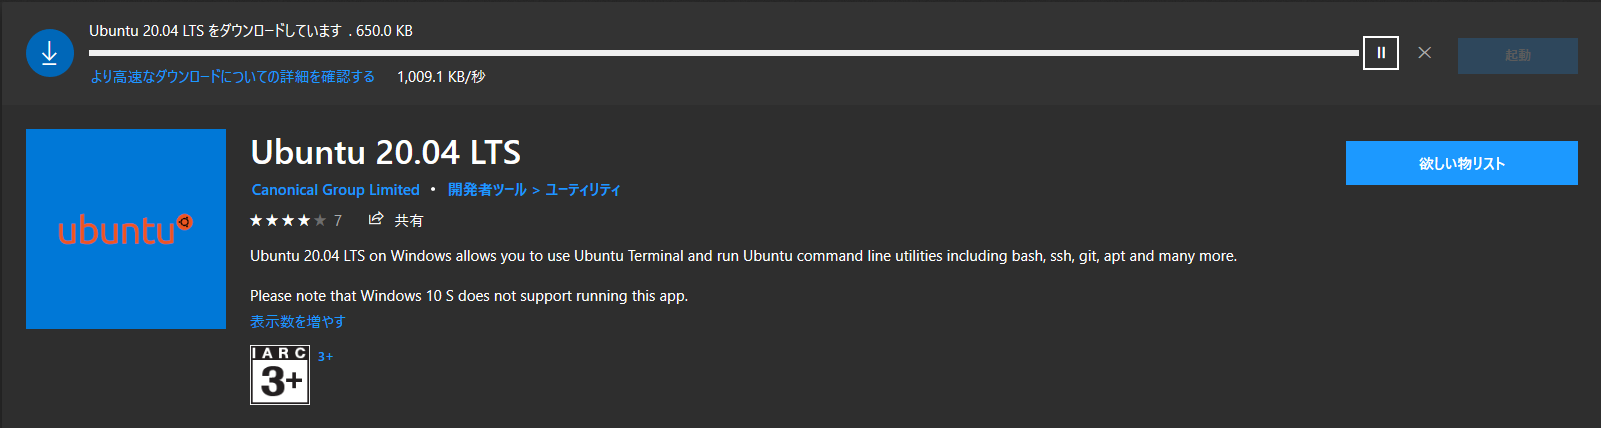 Ubuntu 20.04 LTS をダウンロードしています . 650.0 KB
より高速なダウンロードについての詳細を確認する 1,009.1 KB/秒
起動
ubuntu
Ubuntu 20.04 LTS
欲しい物リスト
Canonical Group Limited • 開発者ツール > ユーティリティ
7 共有
Ubuntu 20.04 LTS on Windows allows you to use Ubuntu Terminal and run Ubuntu command line utilities including bash, ssh, git, apt and many more.
Please note that Windows 10 S does not support running this app.
表示数を増やす
IARC
3+
3+